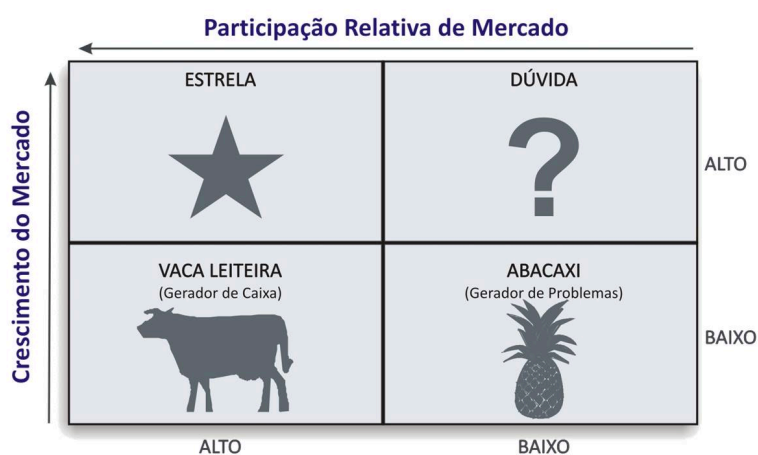 Participação Relativa de Mercado
Crescimento do Mercado
ESTRELA
DÚVIDA
?
ALTO
VACA LEITEIRA
(Gerador de Caixa)
ABACAXI
(Gerador de Problemas)
BAIXO
ALTO
BAIXO